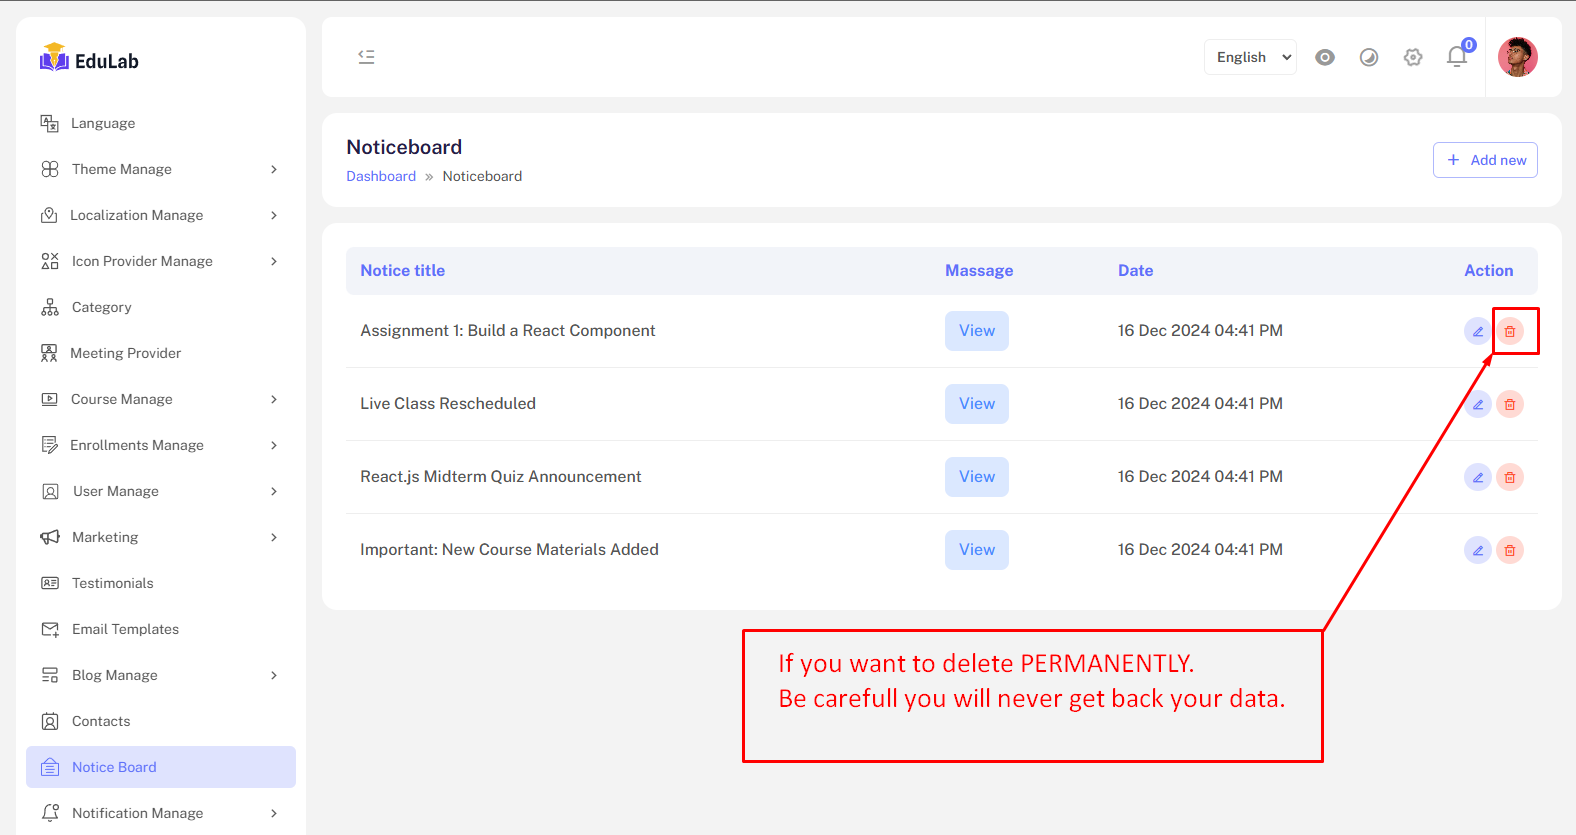 EduLab
Language
Theme Manage
Localization Manage
Icon Provider Manage
Category
Meeting Provider
Course Manage
Enrollments Manage
User Manage
Marketing
Testimonials
Email Templates
Blog Manage
Contacts
Notice Board
Notification Manage
English
0
Noticeboard
Dashboard » Noticeboard
+ Add new
Notice title Massage Date Action
Assignment 1: Build a React Component View 16 Dec 2024 04:41 PM
Live Class Rescheduled View 16 Dec 2024 04:41 PM
React.js Midterm Quiz Announcement View 16 Dec 2024 04:41 PM
Important: New Course Materials Added View 16 Dec 2024 04:41 PM
If you want to delete PERMANENTLY.
Be carefull you will never get back your data.